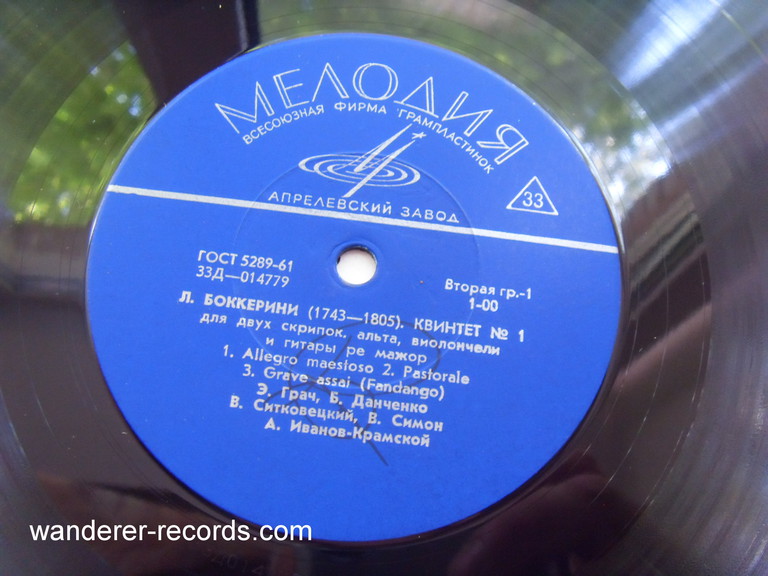 МЕЛОДИЯ
ВСЕСОЮЗНАЯ ФИРМА ГРАМПЛАСТИНОК
АПРЕЛЕВСКИЙ ЗАВОД
33
ГОСТ 5289-61
33Д—014779
Вторая гр.-1
1-00
Л. БОККЕРИНИ (1743—1805). КВИНТЕТ № 1
для двух скрипок, альта, виолончели
и гитары ре мажор
1. Allegro maestoso 2. Pastorale
3. Grave assai (Fandango)
Э. Грач, Б. Данченко
В. Ситковецкий, В. Симон
А. Иванов-Крамской
wanderer-records.com